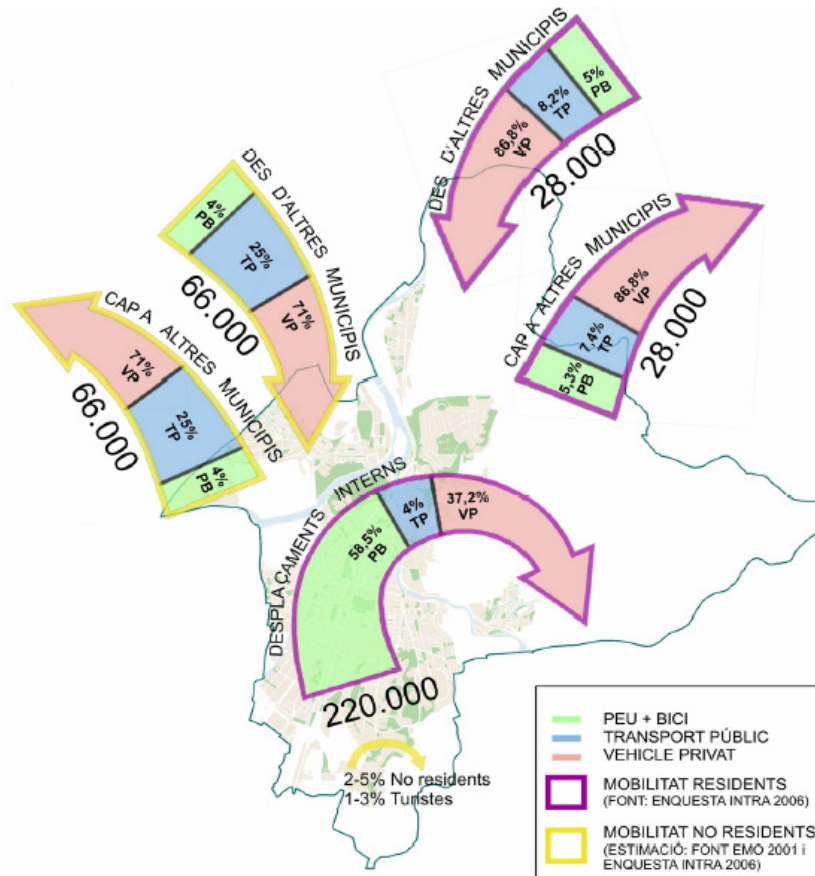 DES D'ALTRES MUNICIPIS
5%
PB
8,2%
TP
86,8%
VP
28.000
DES D'ALTRES MUNICIPIS
4%
PB
25%
TP
71%
VP
66.000
CAP A ALTRES MUNICIPIS
86,8%
VP
7,4%
TP
5,3%
PB
28.000
CAP A ALTRES MUNICIPIS
71%
VP
25%
TP
4%
PB
66.000
DESPLAÇAMENTS INTERNS
58,5%
PB
4%
TP
37,2%
VP
220.000
2-5% No residents
1-3% Turistes
PEU + BICI
TRANSPORT PÚBLIC
VEHICLE PRIVAT
MOBILITAT RESIDENTS
(FONT: ENQUESTA INTRA 2006)
MOBILITAT NO RESIDENTS
(ESTIMACIÓ: FONT EMO 2001 i
ENQUESTA INTRA 2006)